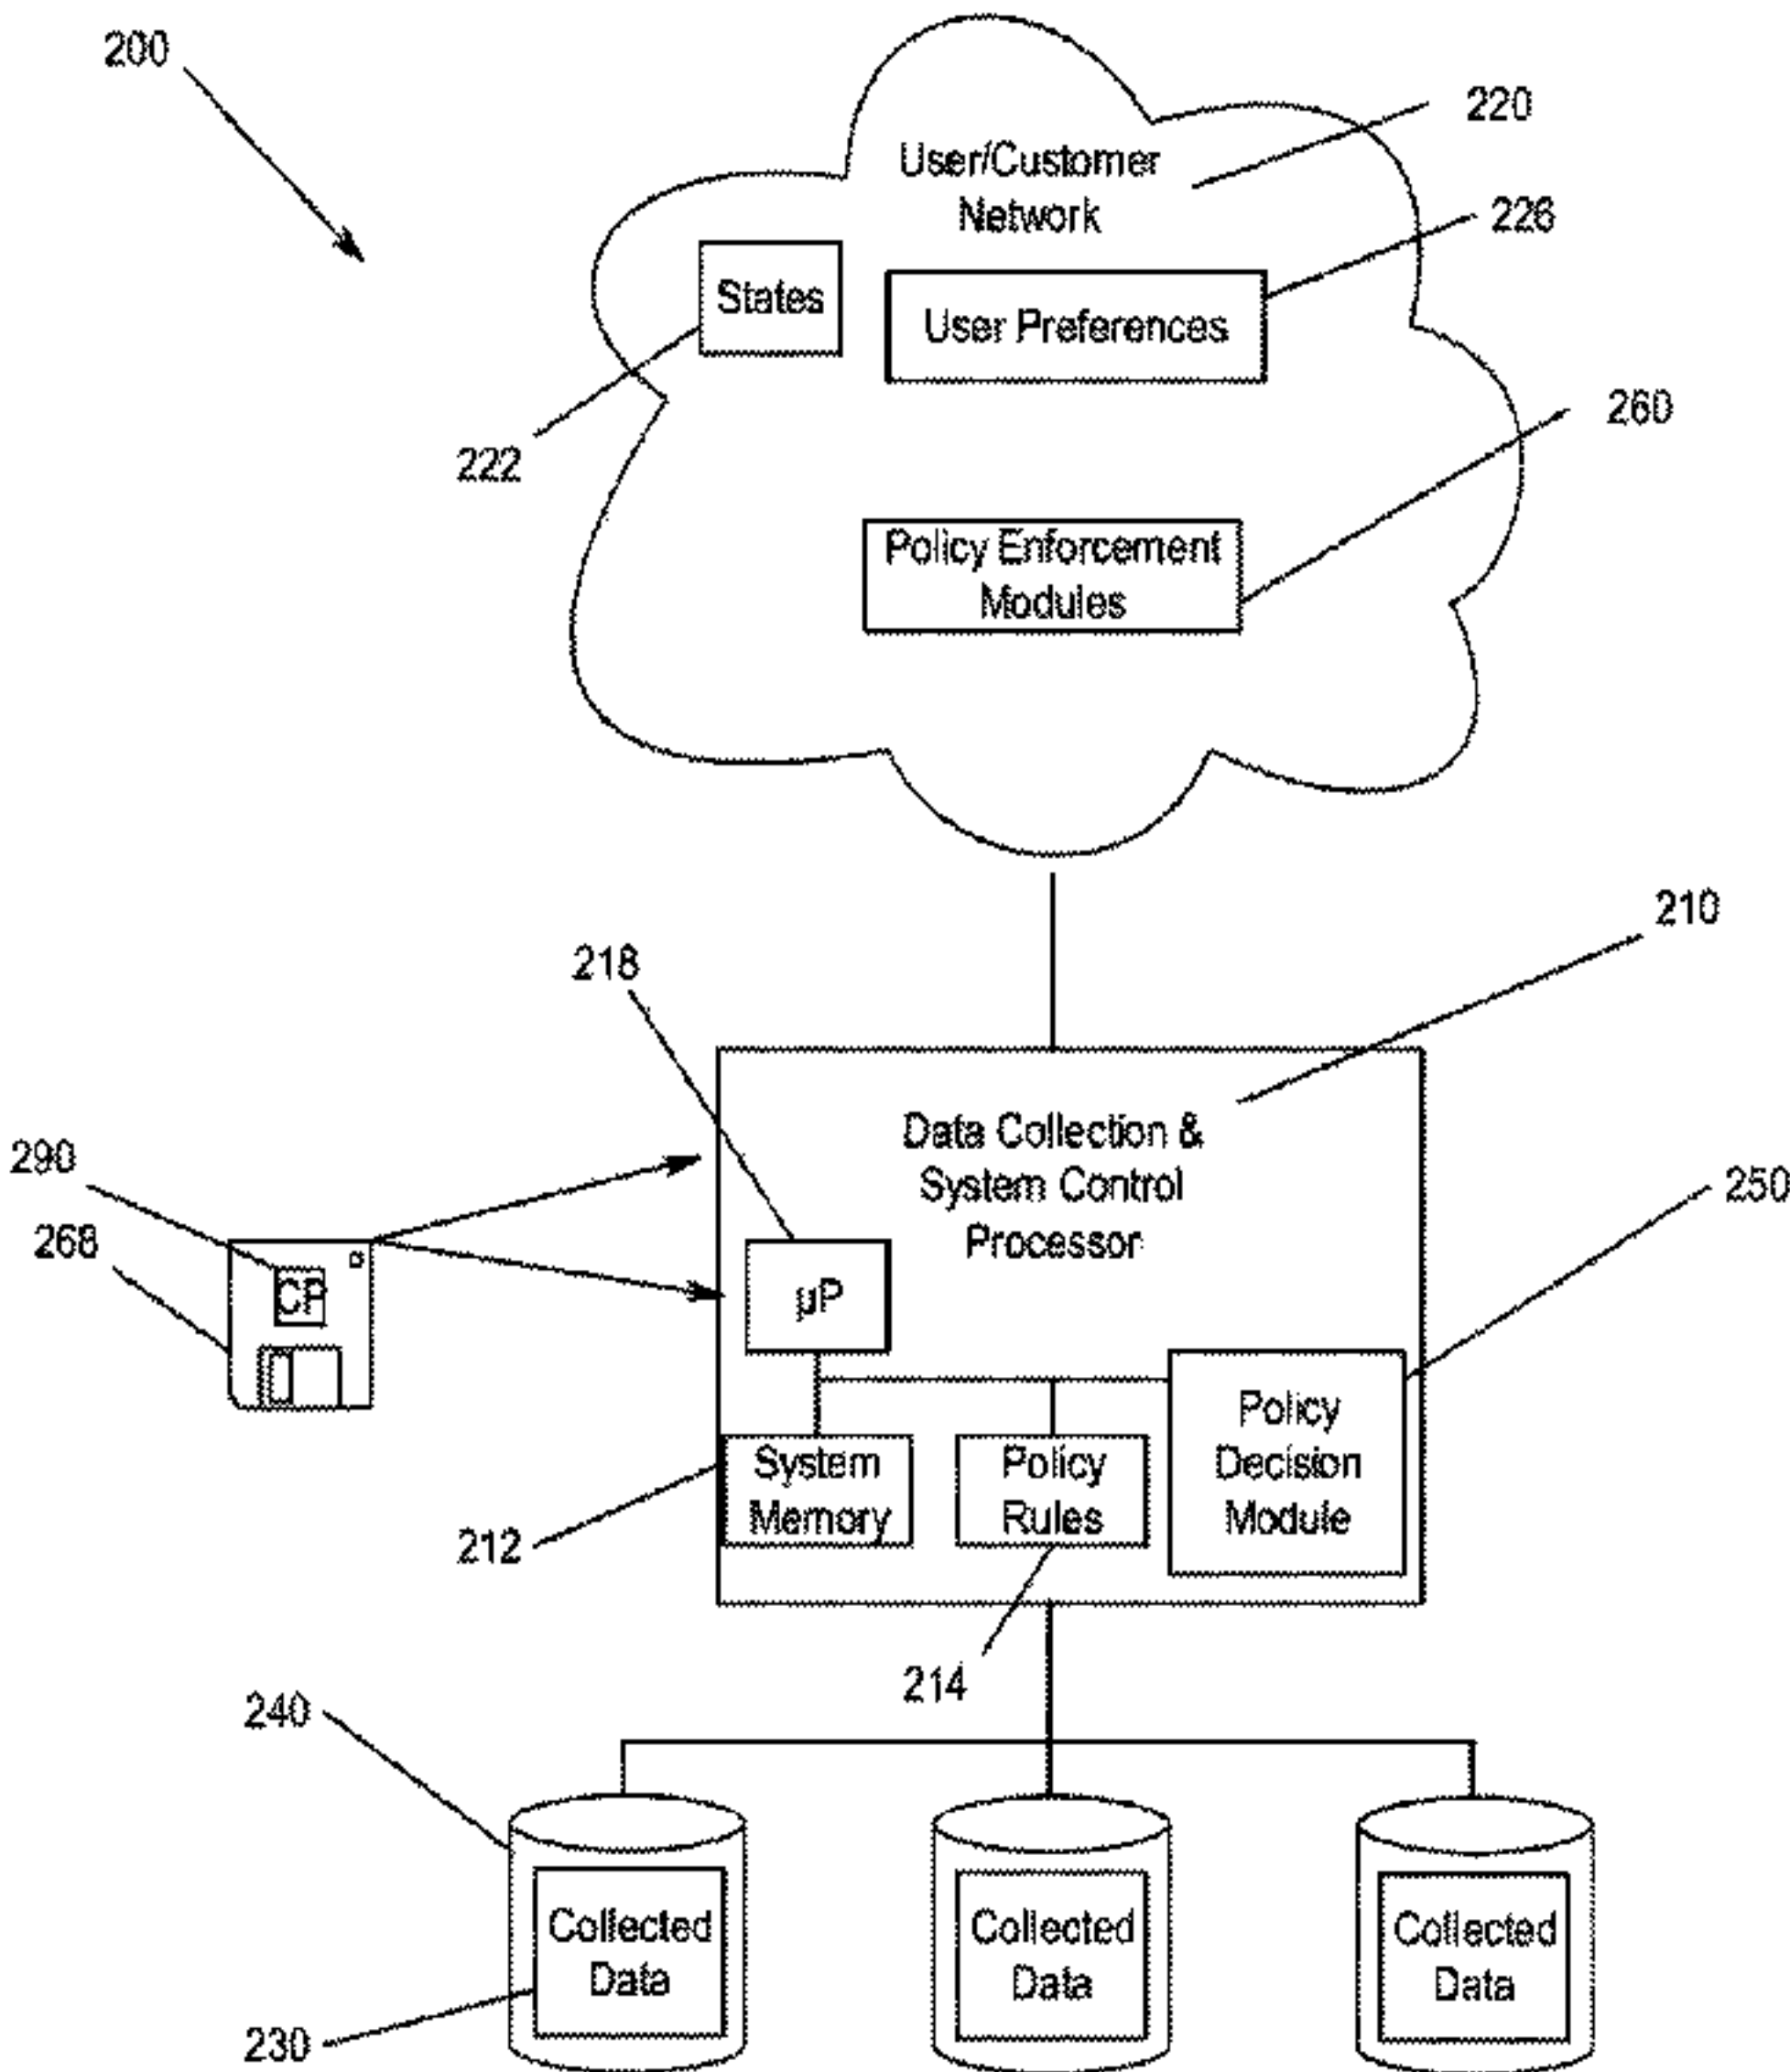 200
220
User/Customer
Network
226
States
User Preferences
260
222
Policy Enforcement
Modules
210
218
Data Collection &
System Control
Processor
290
250
268
CP
µP
Policy
Decision
Module
System
Memory
Policy
Rules
212
214
240
Collected
Data
Collected
Data
Collected
Data
230